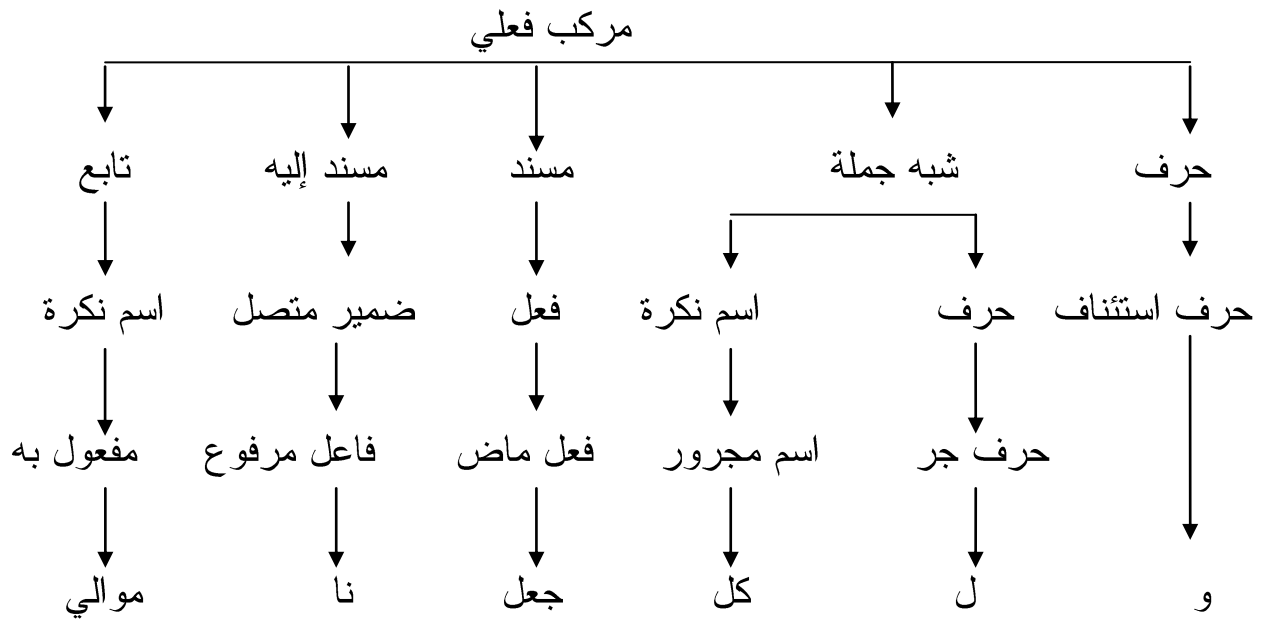 مركب فعلي
حرف شبه جملة مسند مسند إليه تابع
حرف استئناف حرف اسم نكرة فعل ضمير متصل اسم نكرة
حرف جر اسم مجرور فعل ماض فاعل مرفوع مفعول به
و ل كل جعل نا موالي